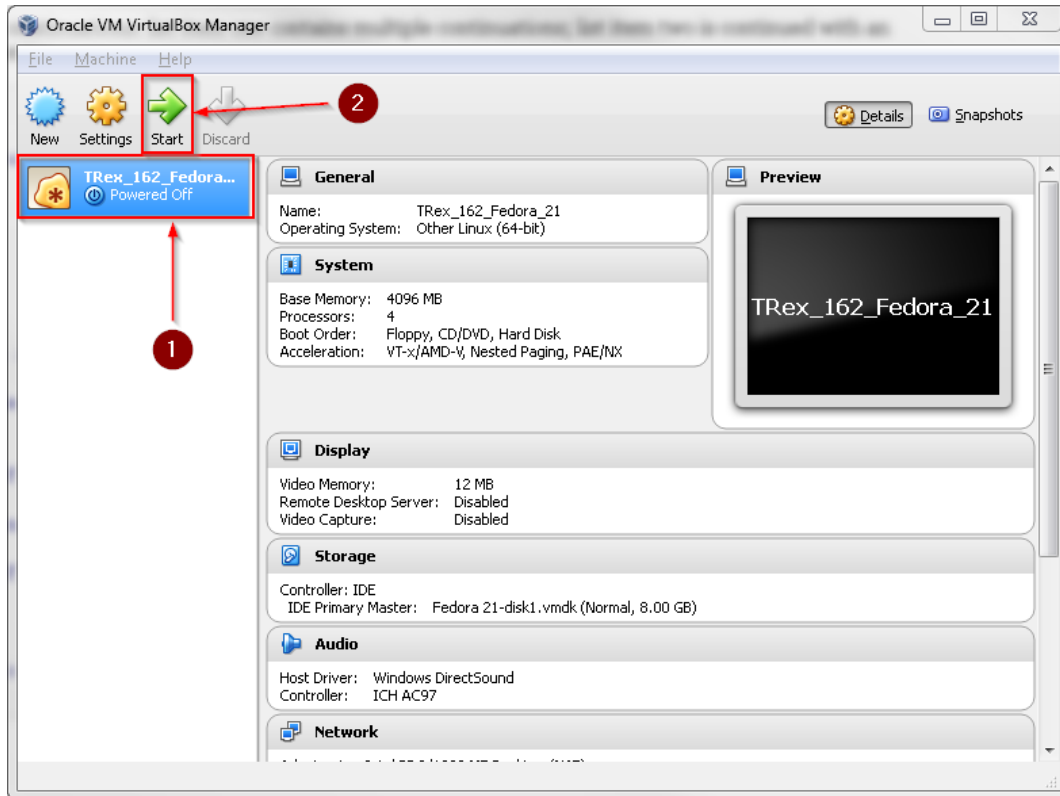 Oracle VM VirtualBox Manager
File Machine Help
New Settings Start Discard
2
Details Snapshots
TRex_162_Fedora...
Powered Off
1
General
Name: TRex_162_Fedora_21
Operating System: Other Linux (64-bit)
System
Base Memory: 4096 MB
Processors: 4
Boot Order: Floppy, CD/DVD, Hard Disk
Acceleration: VT-x/AMD-V, Nested Paging, PAE/NX
Preview
TRex_162_Fedora_21
Display
Video Memory: 12 MB
Remote Desktop Server: Disabled
Video Capture: Disabled
Storage
Controller: IDE
IDE Primary Master: Fedora 21-disk1.vmdk (Normal, 8.00 GB)
Audio
Host Driver: Windows DirectSound
Controller: ICH AC97
Network